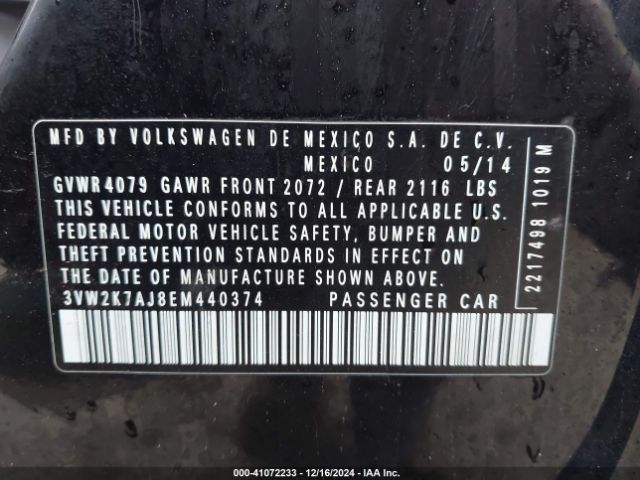 MFD BY VOLKSWAGEN DE MEXICO S.A. DE C.V.
MEXICO 05/14
GVWR4079 GAWR FRONT 2072 / REAR 2116 LBS
THIS VEHICLE CONFORMS TO ALL APPLICABLE U.S.
FEDERAL MOTOR VEHICLE SAFETY, BUMPER AND
THEFT PREVENTION STANDARDS IN EFFECT ON
THE DATE OF MANUFACTURE SHOWN ABOVE.
3VW2K7AJ8EM440374 PASSENGER CAR
2217498 1019 M
000-41072233 - 12/16/2024 - PASSENGER CAR